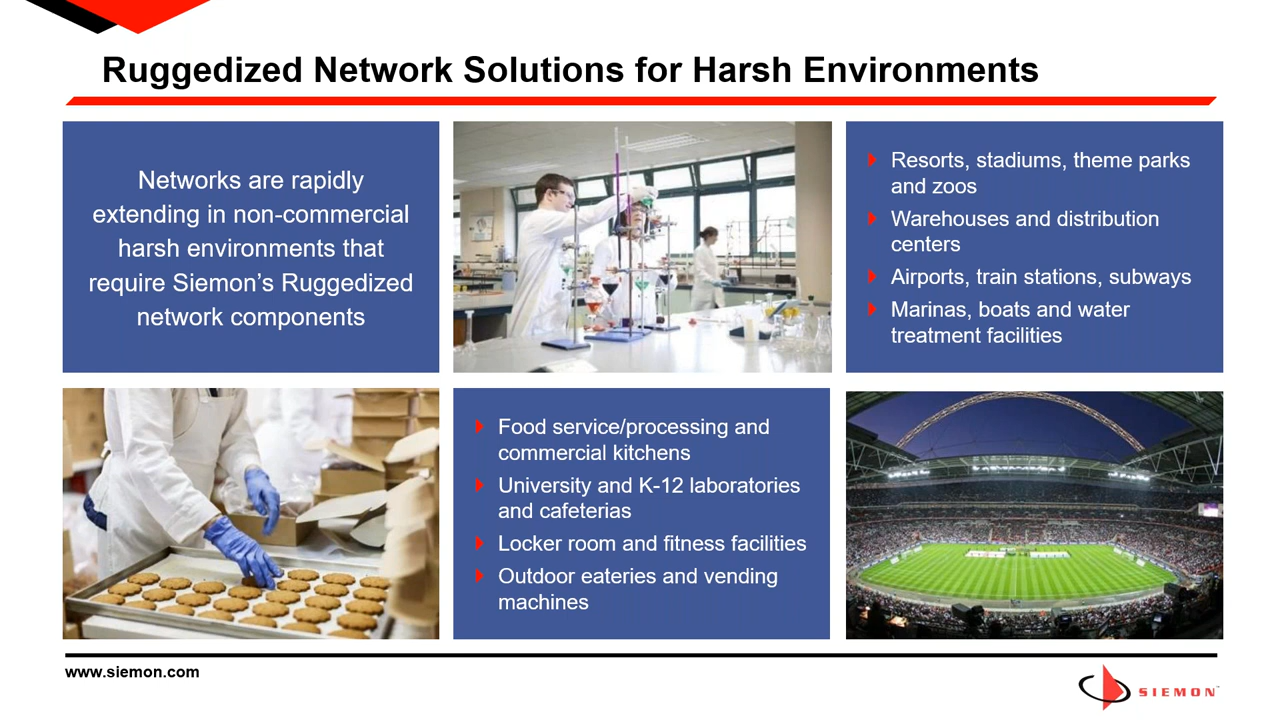 Ruggedized Network Solutions for Harsh Environments
Networks are rapidly
extending in non-commercial
harsh environments that
require Siemon’s Ruggedized
network components
Resorts, stadiums, theme parks
and zoos
Warehouses and distribution
centers
Airports, train stations, subways
Marinas, boats and water
treatment facilities
Food service/processing and
commercial kitchens
University and K-12 laboratories
and cafeterias
Locker room and fitness facilities
Outdoor eateries and vending
machines
www.siemon.com
SIEMON™